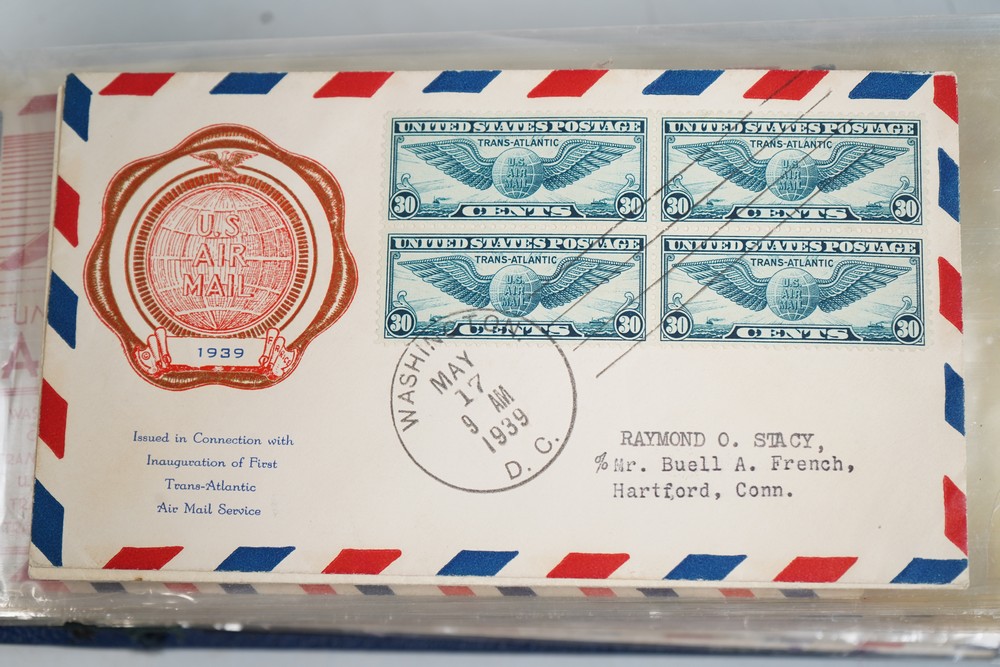 UNITED STATES POSTAGE
TRANS-ATLANTIC
U.S.
AIR
MAIL
30 CENTS 30
UNITED STATES POSTAGE
TRANS-ATLANTIC
U.S.
AIR
MAIL
30 CENTS 30
UNITED STATES POSTAGE
TRANS-ATLANTIC
U.S.
AIR
MAIL
30 CENTS 30
UNITED STATES POSTAGE
TRANS-ATLANTIC
U.S.
AIR
MAIL
30 CENTS 30
U.S.
AIR
MAIL
1939
Issued in Connection with
Inauguration of First
Trans-Atlantic
Air Mail Service
WASHINGTON
MAY
17
9 AM
1939
D. C.
RAYMOND O. STACY,
% Mr. Buell A. French,
Hartford, Conn.